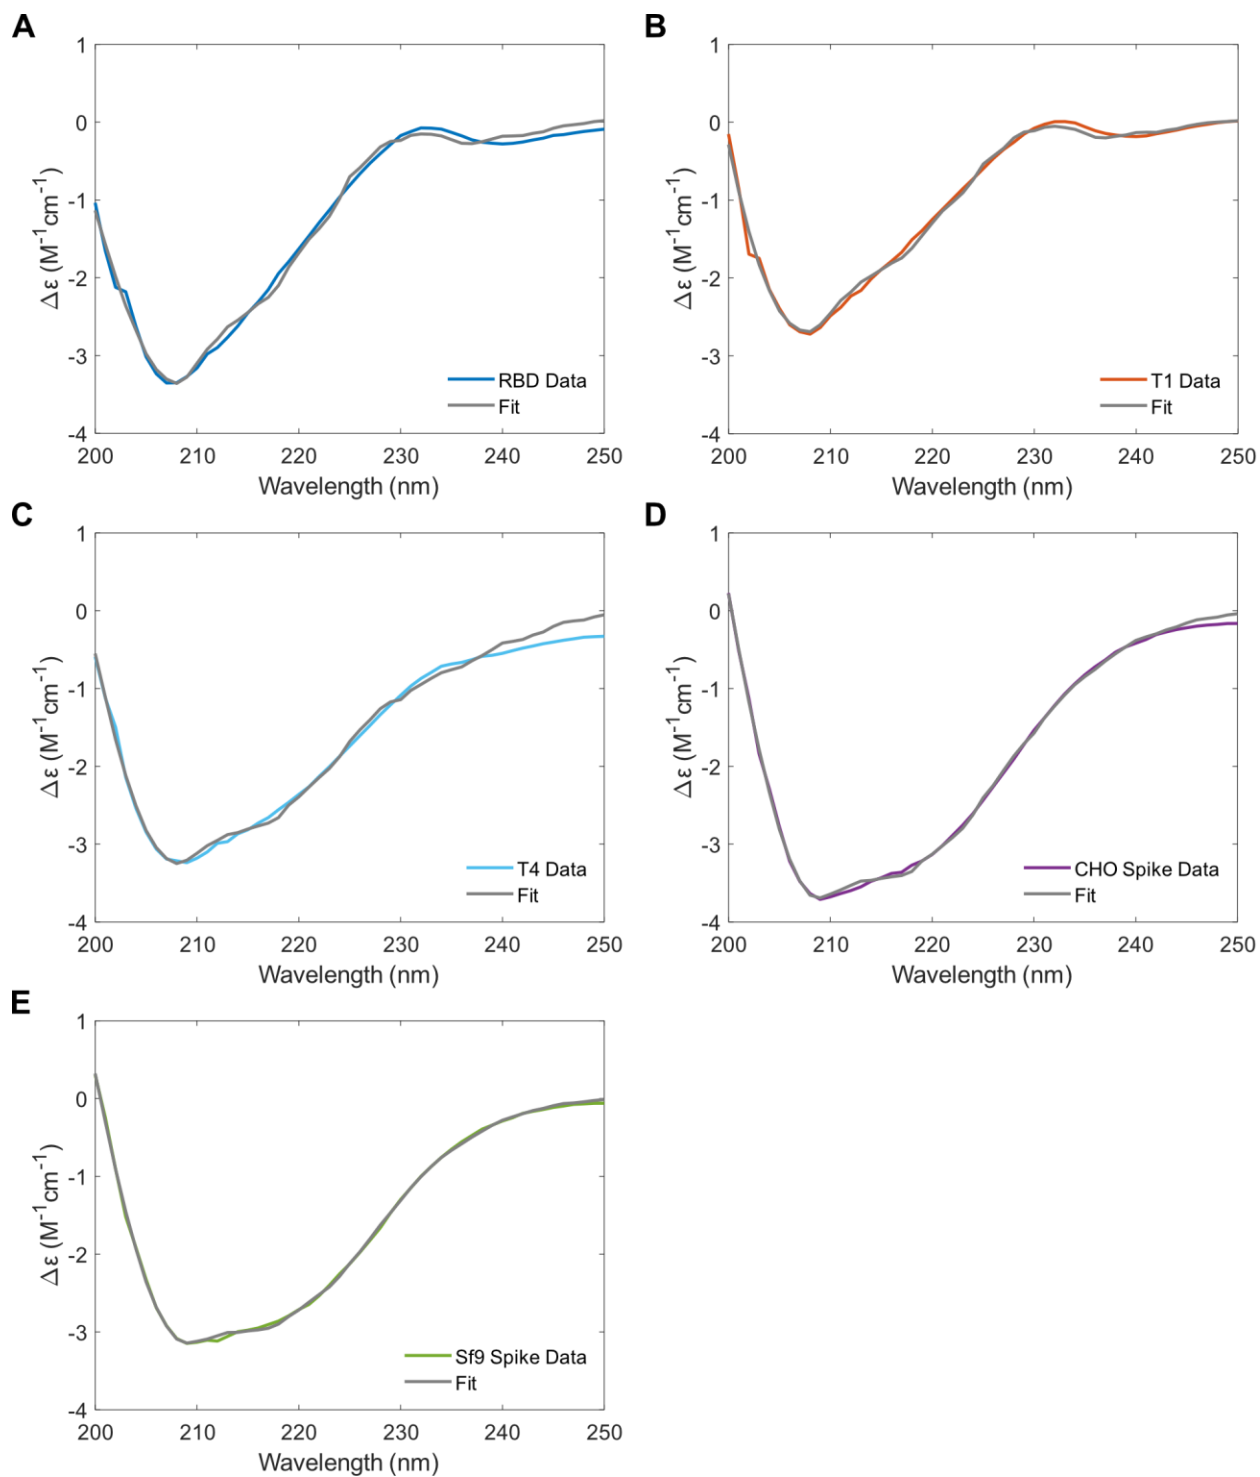 A
1
0
-1
-2
-3
-4
Δε (M⁻¹cm⁻¹)
RBD Data
Fit
200 210 220 230 240 250
Wavelength (nm)
B
1
0
-1
-2
-3
-4
Δε (M⁻¹cm⁻¹)
T1 Data
Fit
200 210 220 230 240 250
Wavelength (nm)
C
1
0
-1
-2
-3
-4
Δε (M⁻¹cm⁻¹)
T4 Data
Fit
200 210 220 230 240 250
Wavelength (nm)
D
1
0
-1
-2
-3
-4
Δε (M⁻¹cm⁻¹)
CHO Spike Data
Fit
200 210 220 230 240 250
Wavelength (nm)
E
1
0
-1
-2
-3
-4
Δε (M⁻¹cm⁻¹)
Sf9 Spike Data
Fit
200 210 220 230 240 250
Wavelength (nm)